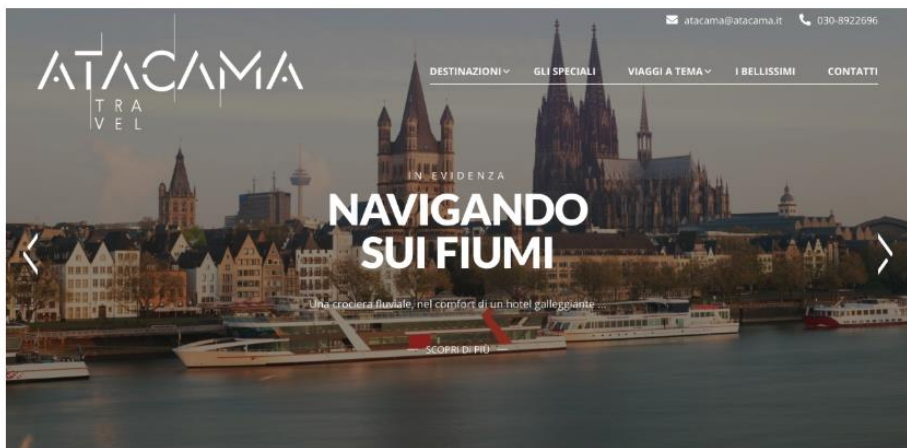 atacama@atacama.it 030-8922696
ATACAMA
TRA
VEL
DESTINAZIONI GLI SPECIALI VIAGGI A TEMA I BELLISSIMI CONTATTI
IN EVIDENZA
NAVIGANDO
SUI FIUMI
Una crociera fluviale, nel comfort di un hotel galleggiante ...
SCOPRI DI PIÙ